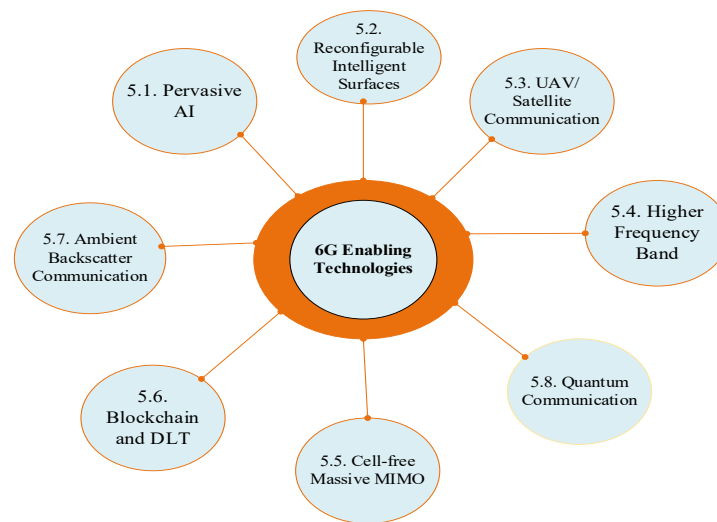 5.2.
Reconfigurable
Intelligent
Surfaces
5.1. Pervasive
AI
5.3. UAV/
Satellite
Communication
5.7. Ambient
Backscatter
Communication
6G Enabling
Technologies
5.4. Higher
Frequency
Band
5.6.
Blockchain
and DLT
5.5. Cell-free
Massive MIMO
5.8. Quantum
Communication